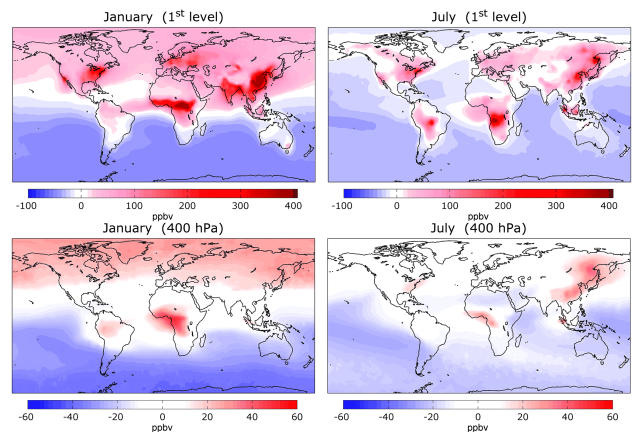 January (1st level)
July (1st level)
-100 0 100 200 300 400
ppbv
-100 0 100 200 300 400
ppbv
January (400 hPa)
July (400 hPa)
-60 -40 -20 0 20 40 60
ppbv
-60 -40 -20 0 20 40 60
ppbv